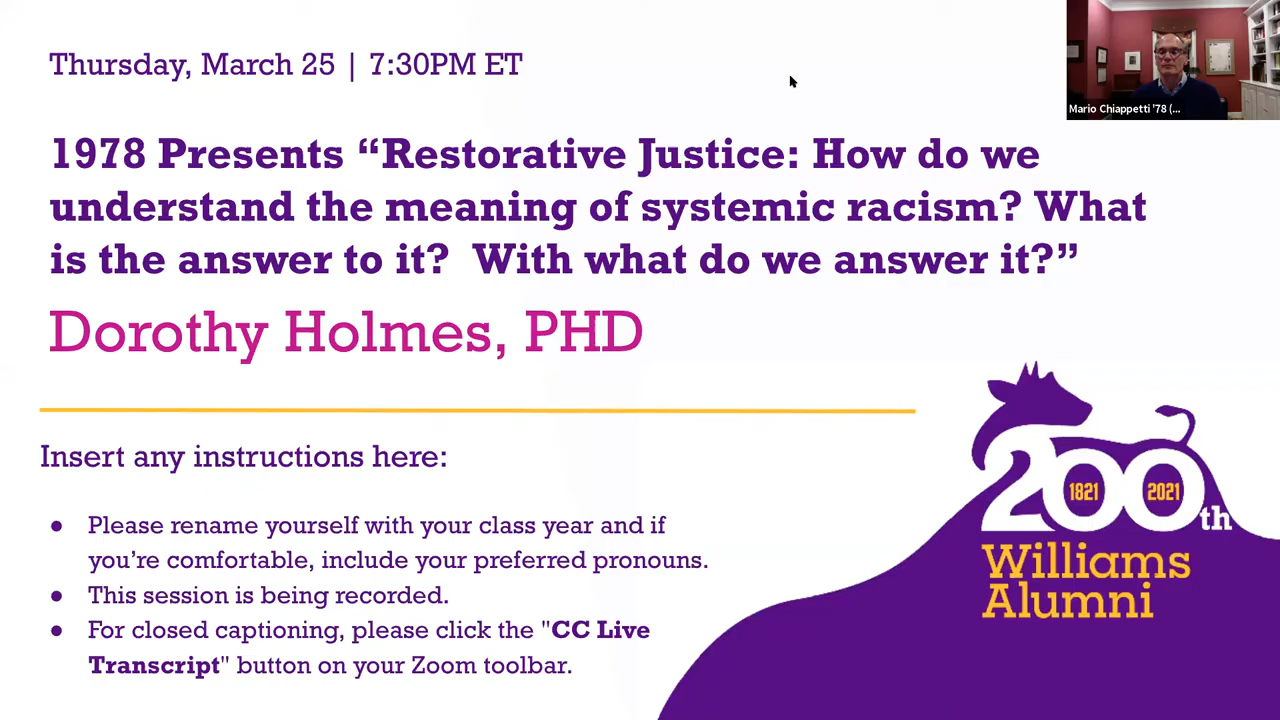 Thursday, March 25 | 7:30PM ET
Mario Chiappetti '78 (...
1978 Presents “Restorative Justice: How do we
understand the meaning of systemic racism? What
is the answer to it?  With what do we answer it?”
Dorothy Holmes, PHD
Insert any instructions here:
● Please rename yourself with your class year and if
you’re comfortable, include your preferred pronouns.
● This session is being recorded.
● For closed captioning, please click the "CC Live
Transcript" button on your Zoom toolbar.
200th
1821 2021
Williams
Alumni